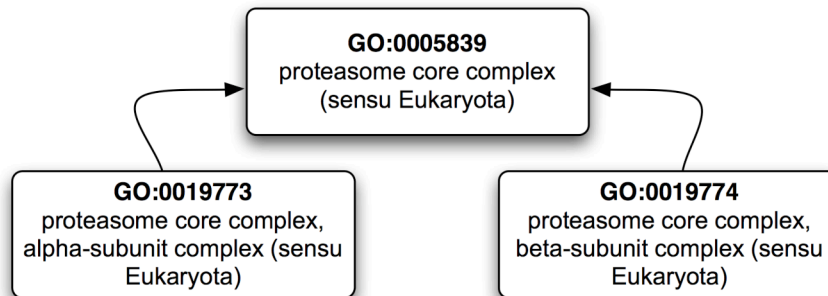 GO:0005839
proteasome core complex
(sensu Eukaryota)
GO:0019773
proteasome core complex,
alpha-subunit complex (sensu
Eukaryota)
GO:0019774
proteasome core complex,
beta-subunit complex (sensu
Eukaryota)